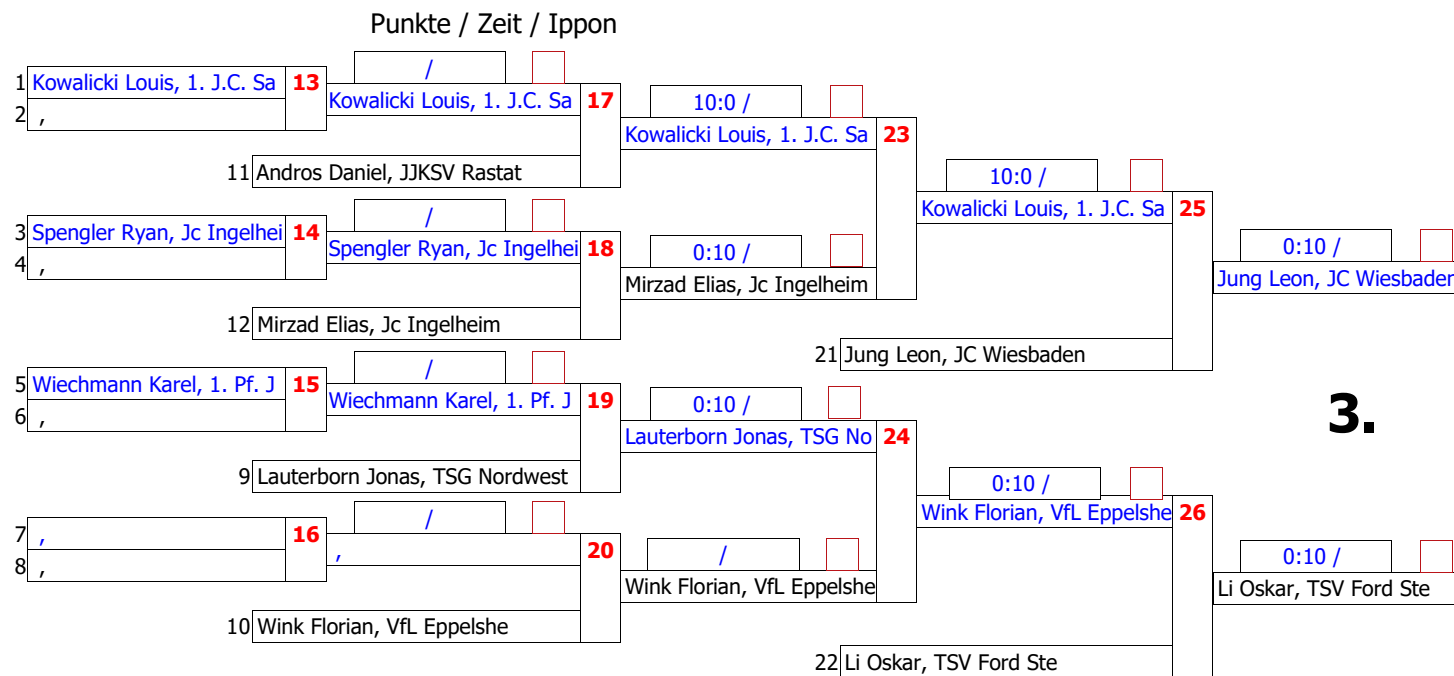 Punkte / Zeit / Ippon
1 Kowalicki Louis, 1. J.C. Sa 13
2 ,
/
Kowalicki Louis, 1. J.C. Sa 17
11 Andros Daniel, JJKSV Rastat
10:0 /
Kowalicki Louis, 1. J.C. Sa 23
3 Spengler Ryan, Jc Ingelhei 14
4 ,
/
Spengler Ryan, Jc Ingelhei 18
12 Mirzad Elias, Jc Ingelheim
0:10 /
Mirzad Elias, Jc Ingelheim
10:0 /
Kowalicki Louis, 1. J.C. Sa 25
21 Jung Leon, JC Wiesbaden
0:10 /
Jung Leon, JC Wiesbaden
5 Wiechmann Karel, 1. Pf. J 15
6 ,
/
Wiechmann Karel, 1. Pf. J 19
9 Lauterborn Jonas, TSG Nordwest
0:10 /
Lauterborn Jonas, TSG No 24
3.
7 , 16
8 ,
/
, 20
10 Wink Florian, VfL Eppelshe
/
Wink Florian, VfL Eppelshe
0:10 /
Wink Florian, VfL Eppelshe 26
22 Li Oskar, TSV Ford Ste
0:10 /
Li Oskar, TSV Ford Ste